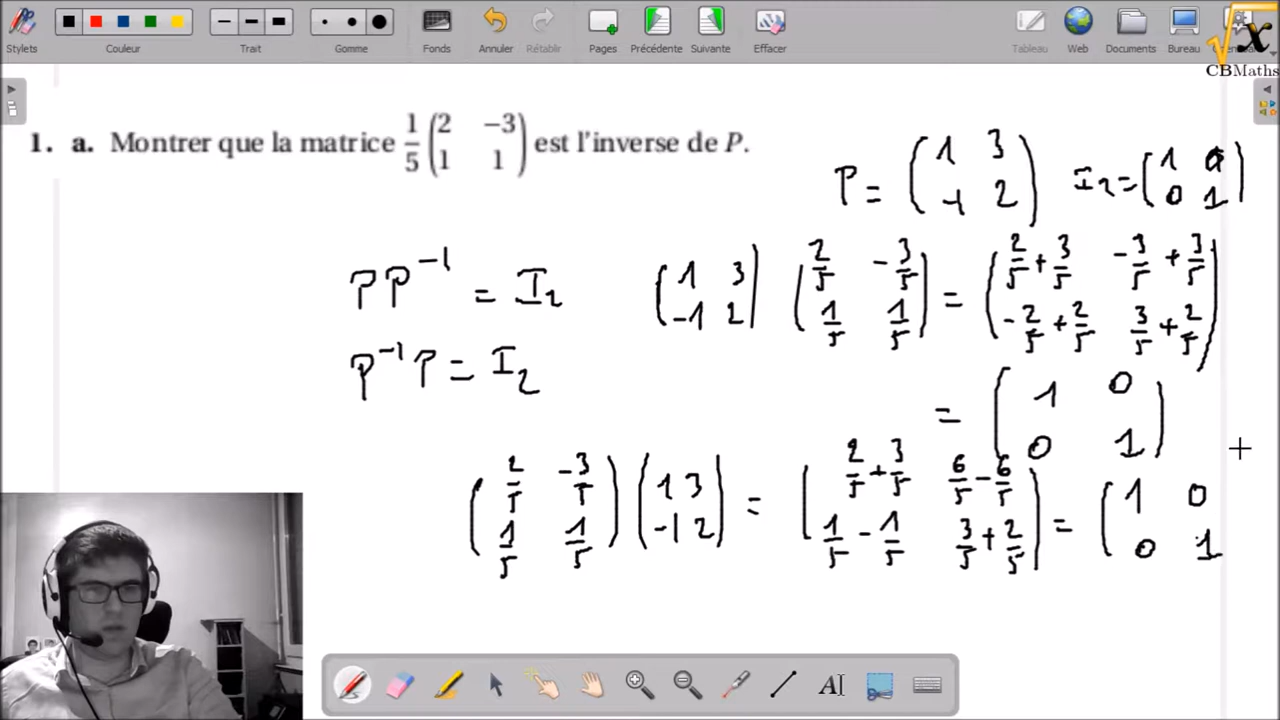 Stylets Couleur Trait Gomme Fonds Annuler Rétablir Pages Précédente Suivante Effacer Tableau Web Documents Bureau
CBMaths
1. a. Montrer que la matrice 1/5 (2 -3 ; 1 1) est l'inverse de P.
P = (1 3 ; -1 2) I₂ = (1 0 ; 0 1)
PP⁻¹ = I₂ (1 3 ; -1 2) (2/5 -3/5 ; 1/5 1/5) = (2/5 + 3/5 -3/5 + 3/5 ; -2/5 + 2/5 3/5 + 2/5)
P⁻¹P = I₂
= (1 0 ; 0 1)
(2/5 -3/5 ; 1/5 1/5) (1 3 ; -1 2) = (2/5 + 3/5 6/5 - 6/5 ; 1/5 - 1/5 3/5 + 2/5) = (1 0 ; 0 1)
AI